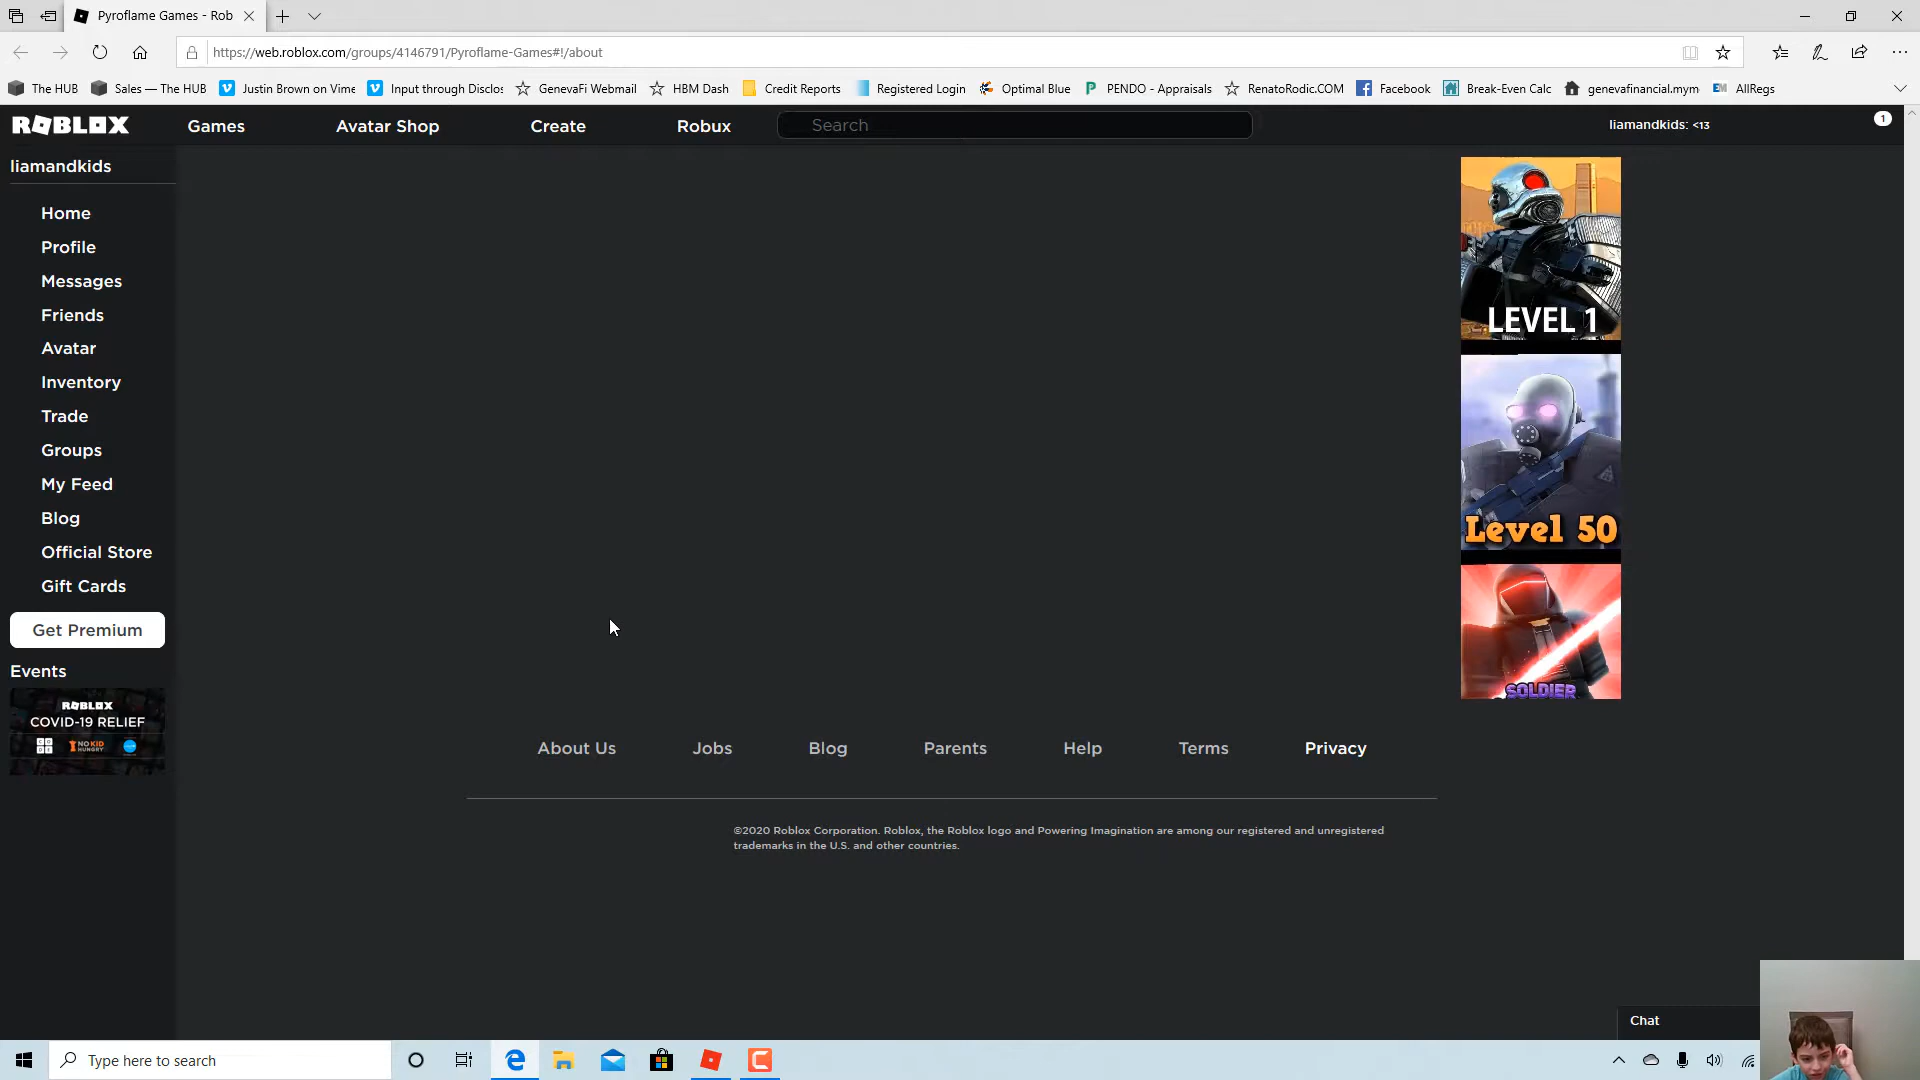 Pyroflame Games - Rob
https://web.roblox.com/groups/4146791/Pyroflame-Games#!/about
The HUB
Sales — The HUB
Justin Brown on Vime
Input through Disclos
GenevaFi Webmail
HBM Dash
Credit Reports
Registered Login
Optimal Blue
PENDO - Appraisals
RenatoRodic.COM
Facebook
Break-Even Calc
genevafinancial.mym
AllRegs
ROBLOX
Games
Avatar Shop
Create
Robux
Search
liamandkids: <13
1
liamandkids
Home
Profile
Messages
Friends
Avatar
Inventory
Trade
Groups
My Feed
Blog
Official Store
Gift Cards
Get Premium
Events
ROBLOX
COVID-19 RELIEF
NO KID
HUNGRY
LEVEL 1
Level 50
SOLDIER
About Us
Jobs
Blog
Parents
Help
Terms
Privacy
©2020 Roblox Corporation. Roblox, the Roblox logo and Powering Imagination are among our registered and unregistered
trademarks in the U.S. and other countries.
Chat
Type here to search